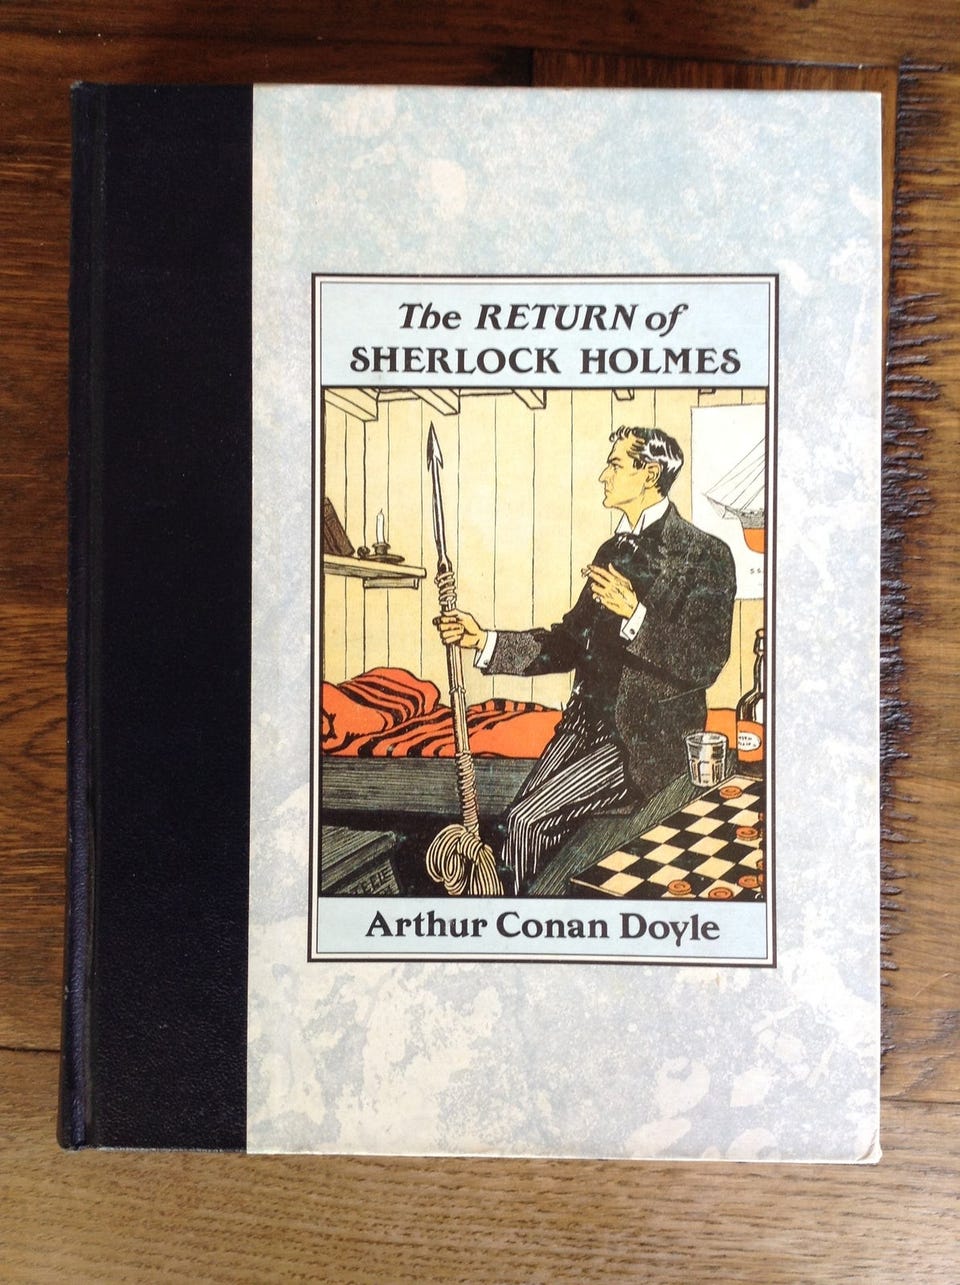 The RETURN of
SHERLOCK HOLMES
Arthur Conan Doyle